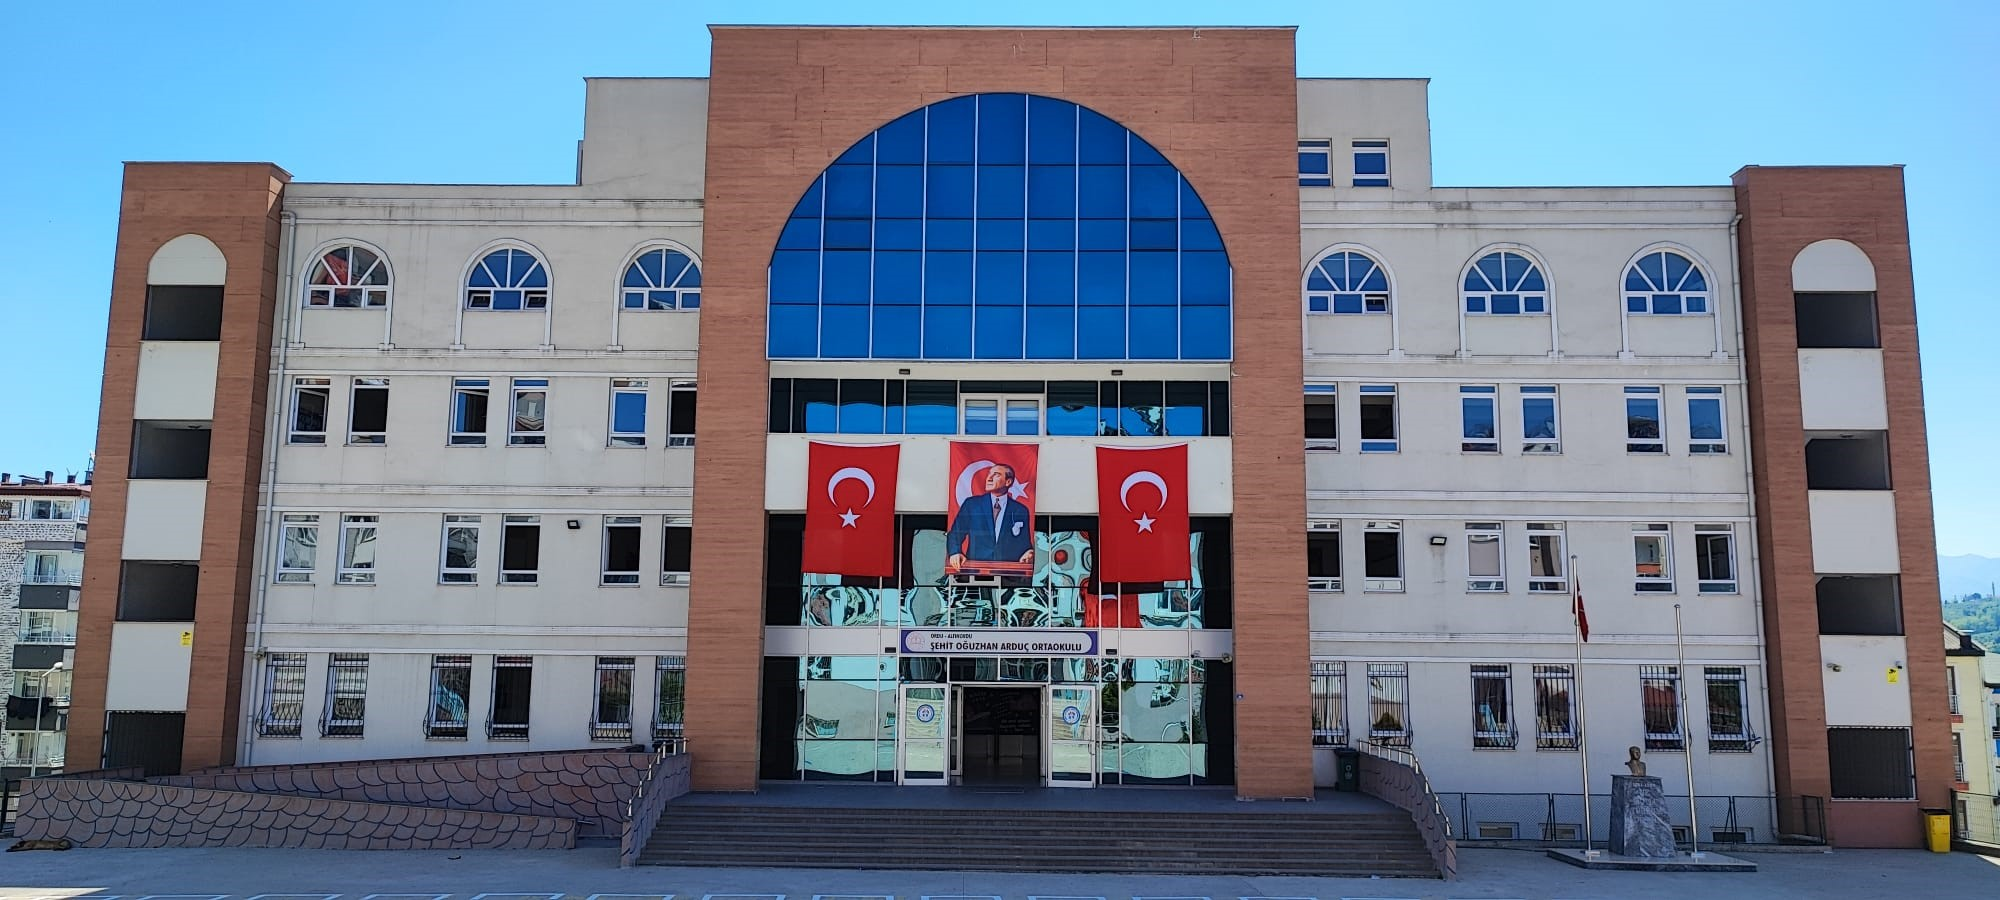 ORDU - ALTINORDU
ŞEHİT OĞUZHAN ARDUÇ ORTAOKULU